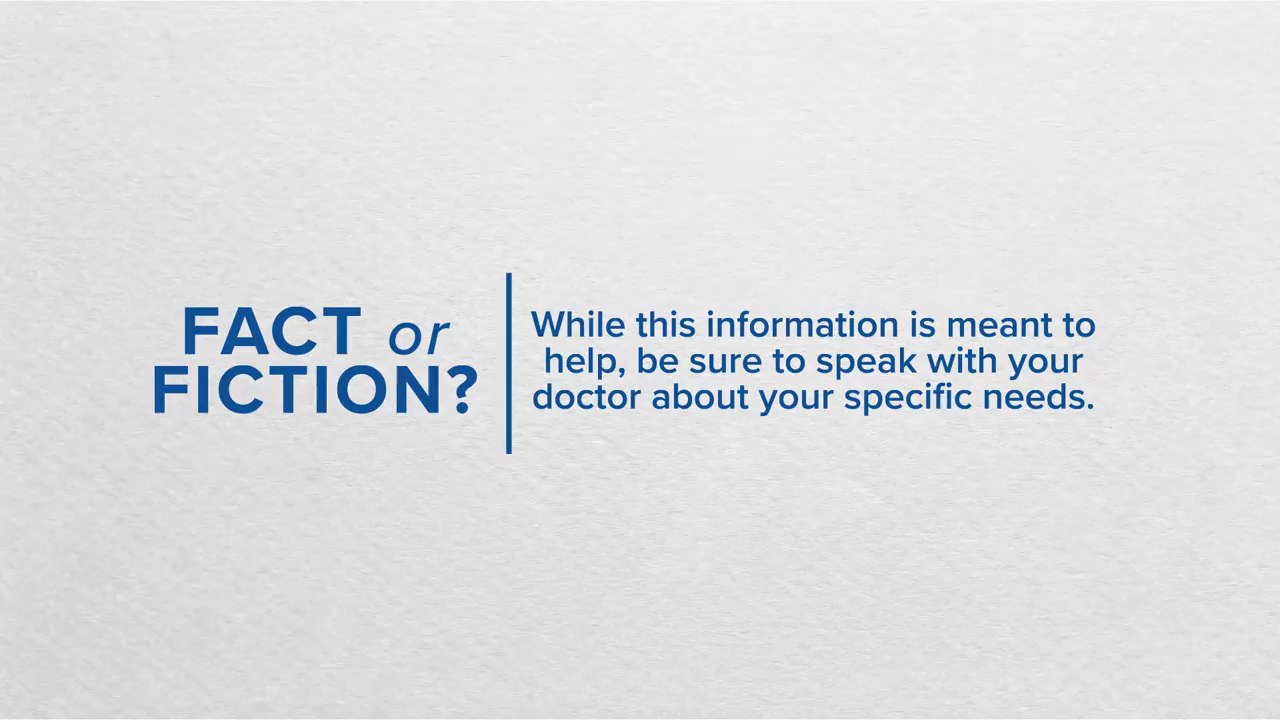 FACT or
FICTION?
While this information is meant to
help, be sure to speak with your
doctor about your specific needs.